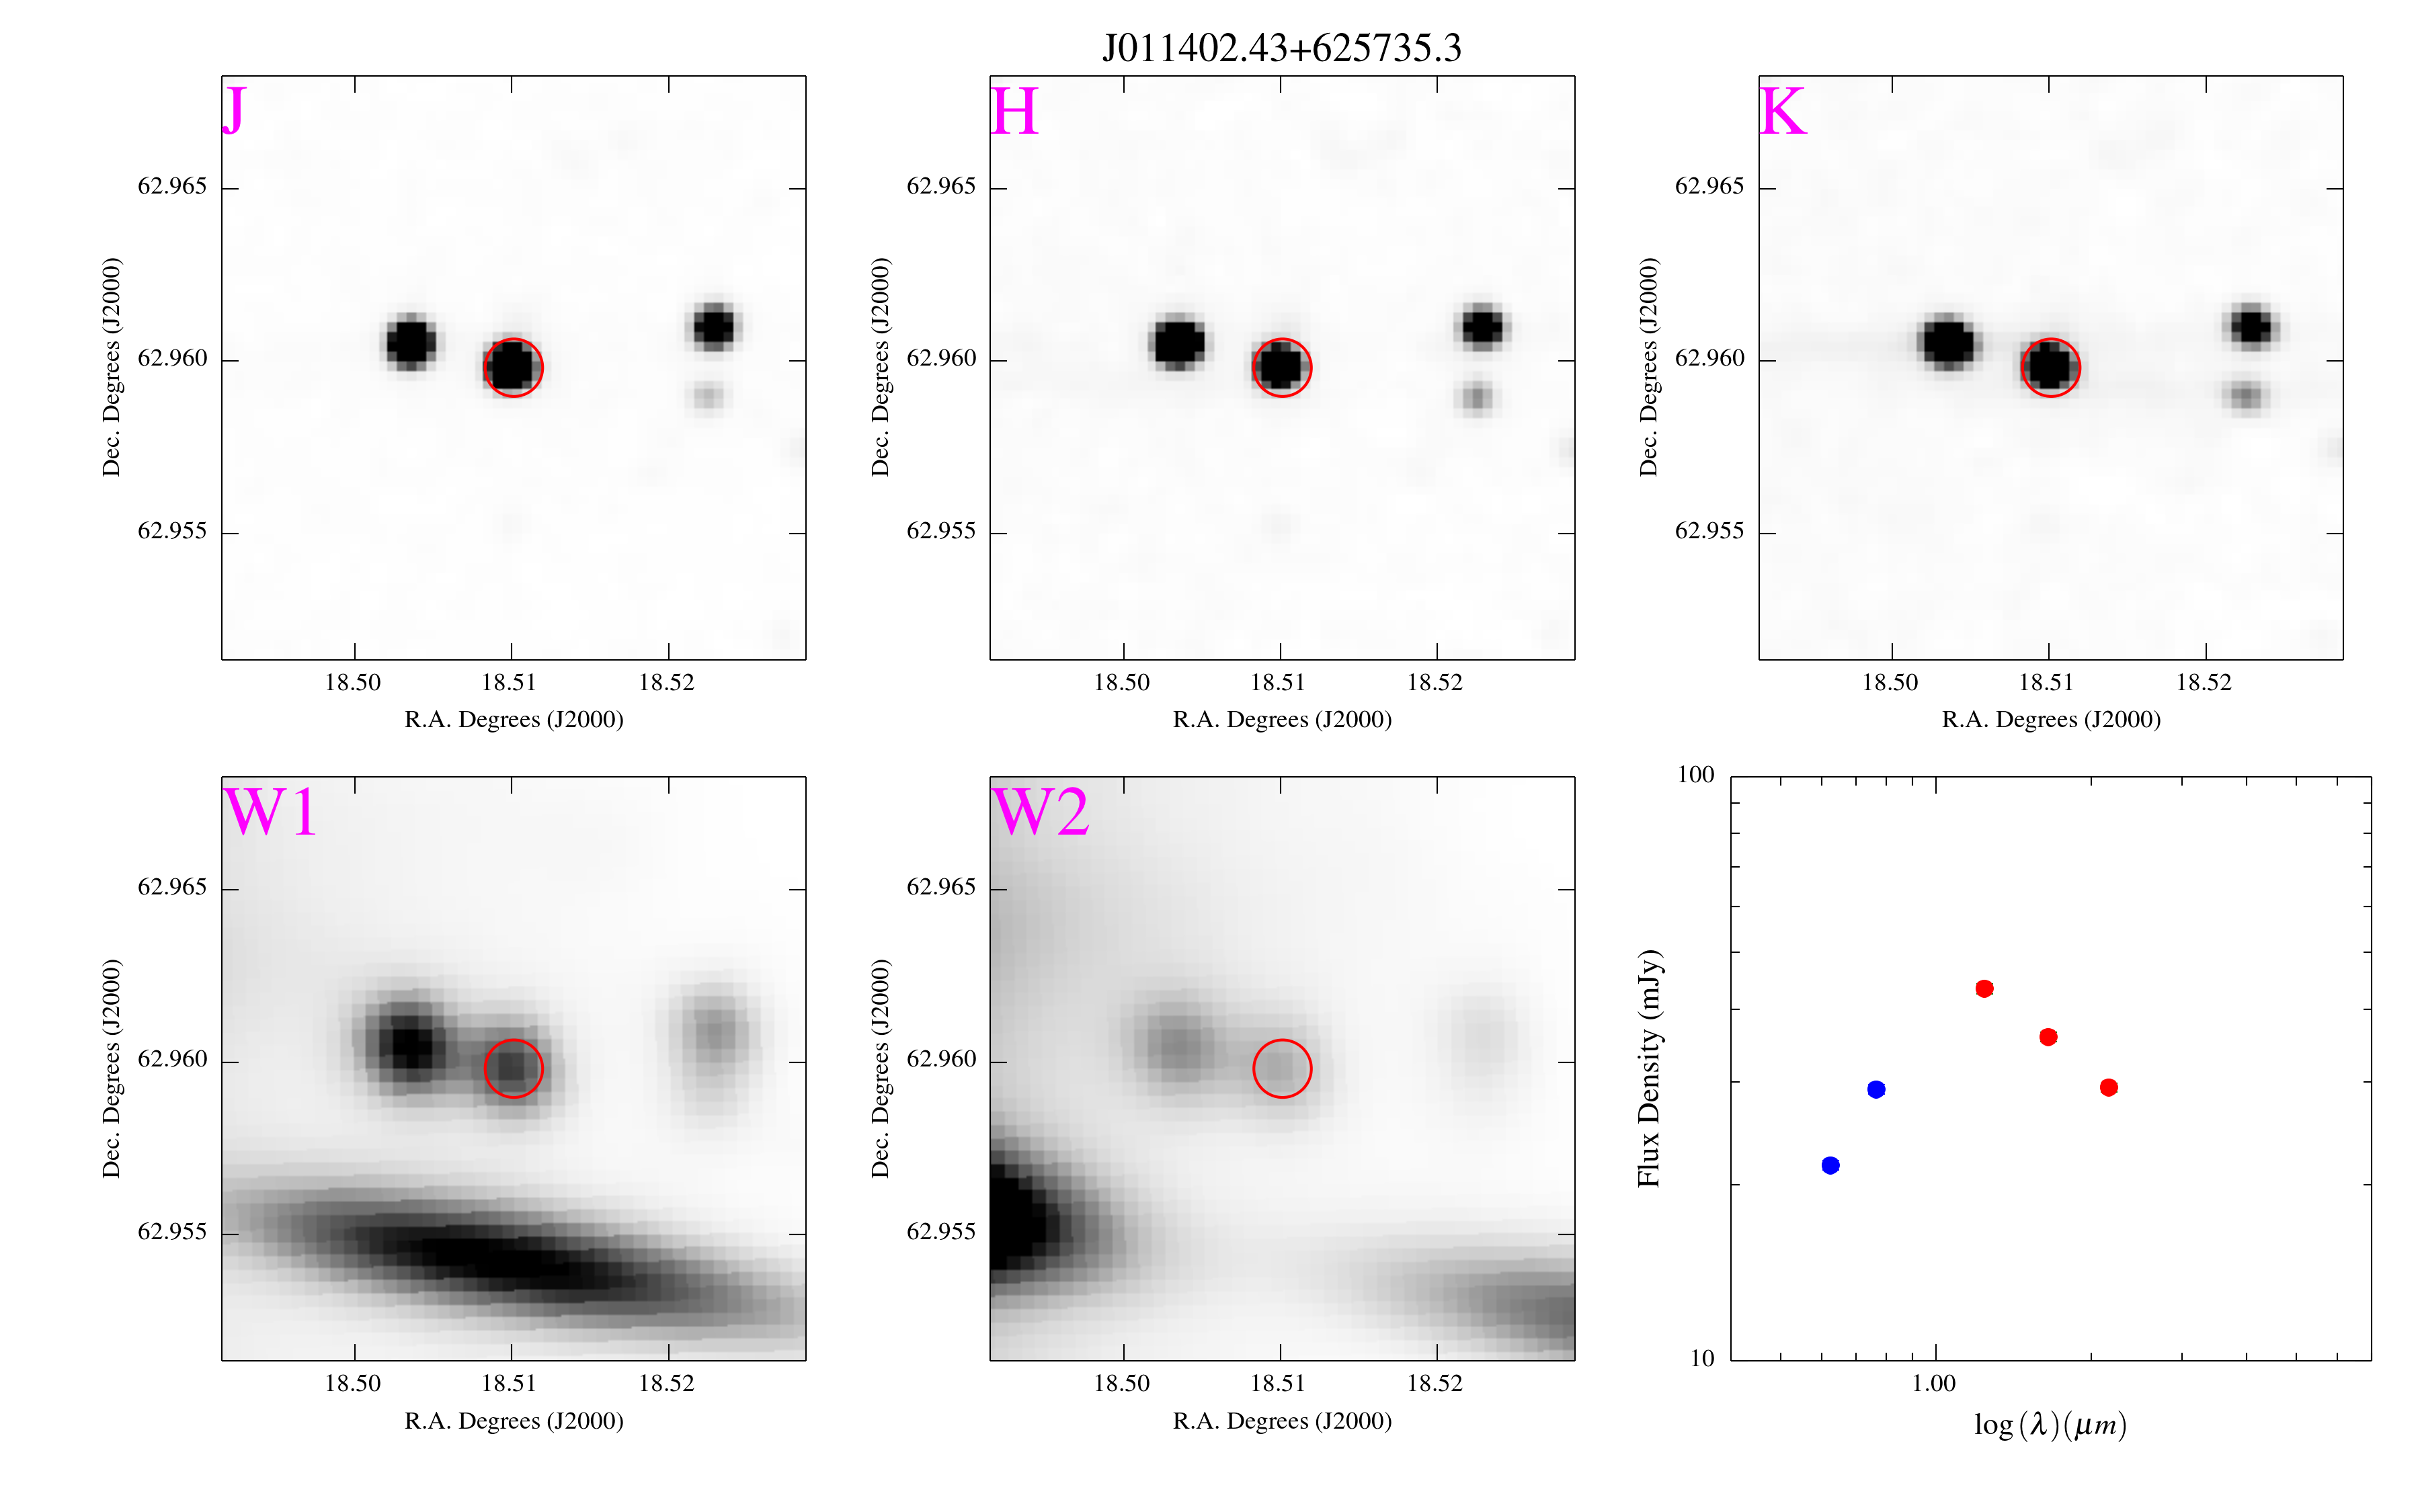 J011402.43+625735.3
J
H
K
62.965
62.960
62.955
Dec. Degrees (J2000)
18.50 18.51 18.52
R.A. Degrees (J2000)
62.965
62.960
62.955
Dec. Degrees (J2000)
18.50 18.51 18.52
R.A. Degrees (J2000)
62.965
62.960
62.955
Dec. Degrees (J2000)
18.50 18.51 18.52
R.A. Degrees (J2000)
W1
62.965
62.960
62.955
Dec. Degrees (J2000)
18.50 18.51 18.52
R.A. Degrees (J2000)
W2
62.965
62.960
62.955
Dec. Degrees (J2000)
18.50 18.51 18.52
R.A. Degrees (J2000)
100
10
Flux Density (mJy)
1.00
log(λ)(μm)